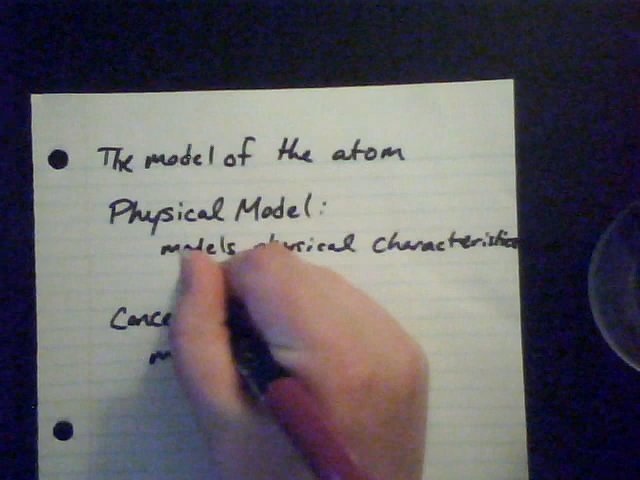 The model of the atom
Physical Model:
models physical characteristics